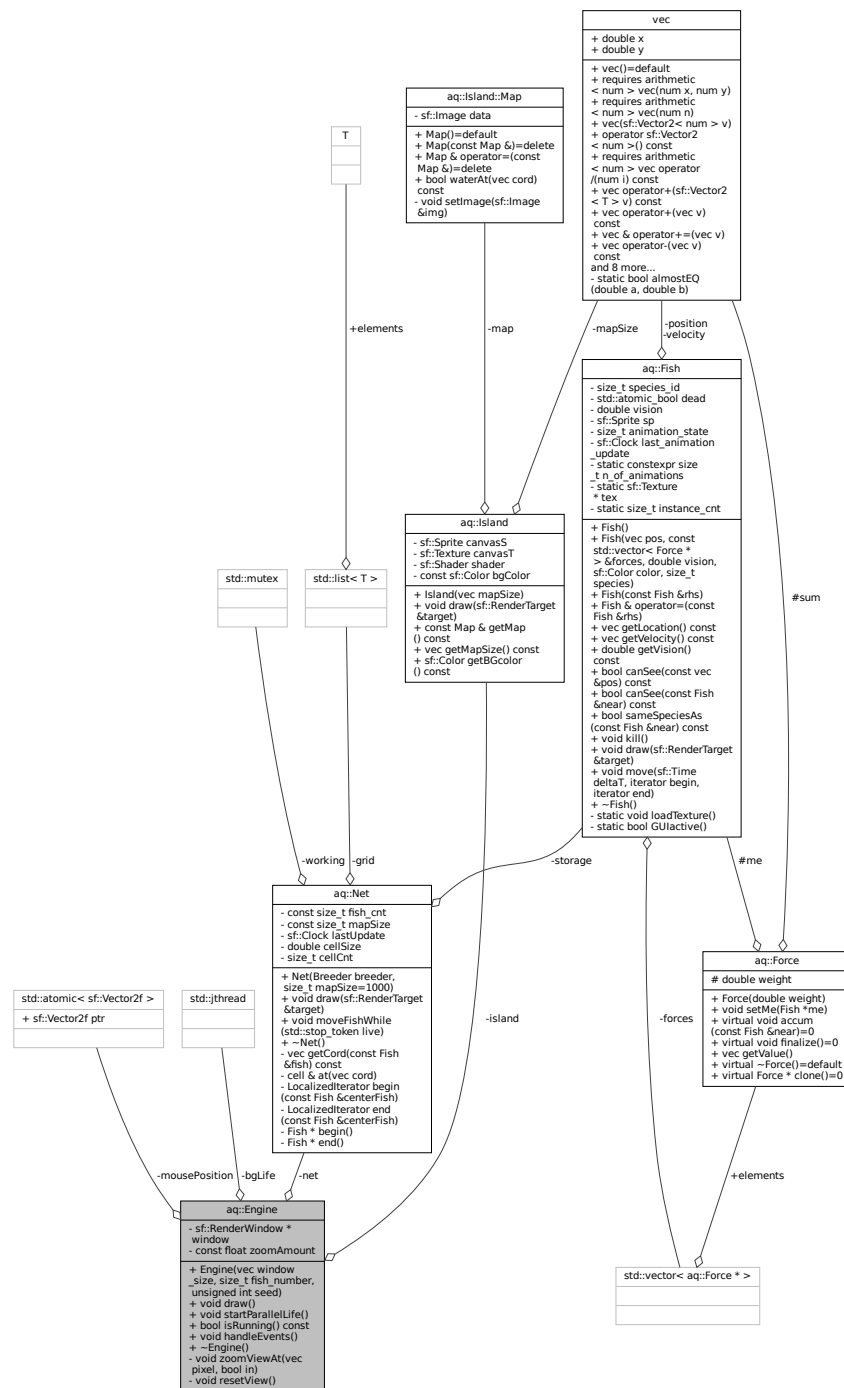 vec
+ double x
+ double y
+ vec()=default
+ requires arithmetic
< num > vec(num x, num y)
+ requires arithmetic
< num > vec(num n)
+ vec(sf::Vector2< num > v)
+ operator sf::Vector2
< num >() const
+ requires arithmetic
< num > vec operator
/(num i) const
+ vec operator+(sf::Vector2
< T > v) const
+ vec operator+(vec v)
const
+ vec & operator+=(vec v)
+ vec operator-(vec v)
const
and 8 more...
- static bool almostEQ
(double a, double b)
aq::Island::Map
- sf::Image data
+ Map()=default
+ Map(const Map &)=delete
+ Map & operator=(const
Map &)=delete
+ bool waterAt(vec cord)
const
- void setImage(sf::Image
&img)
T
+elements
-map
-mapSize
-position
-velocity
aq::Fish
- size_t species_id
- std::atomic_bool dead
- double vision
- sf::Sprite sp
- size_t animation_state
- sf::Clock last_animation
_update
- static constexpr size
_t n_of_animations
- static sf::Texture
* tex
- static size_t instance_cnt
+ Fish()
+ Fish(vec pos, const
std::vector< Force *
> &forces, double vision,
sf::Color color, size_t
species)
+ Fish(const Fish &rhs)
+ Fish & operator=(const
Fish &rhs)
+ vec getLocation() const
+ vec getVelocity() const
+ double getVision()
const
+ bool canSee(const vec
&pos) const
+ bool canSee(const Fish
&near) const
+ bool sameSpeciesAs
(const Fish &near) const
+ void kill()
+ void draw(sf::RenderTarget
&target)
+ void move(sf::Time
deltaT, iterator begin,
iterator end)
+ ~Fish()
- static void loadTexture()
- static bool GUIactive()
aq::Island
- sf::Sprite canvasS
- sf::Texture canvasT
- sf::Shader shader
- const sf::Color bgColor
+ Island(vec mapSize)
+ void draw(sf::RenderTarget
&target)
+ const Map & getMap
() const
+ vec getMapSize() const
+ sf::Color getBGcolor
() const
std::mutex
std::list< T >
#sum
-working
-grid
-storage
#me
aq::Net
- const size_t fish_cnt
- const size_t mapSize
- sf::Clock lastUpdate
- double cellSize
- size_t cellCnt
+ Net(Breeder breeder,
size_t mapSize=1000)
+ void draw(sf::RenderTarget
&target)
+ void moveFishWhile
(std::stop_token live)
+ ~Net()
- vec getCord(const Fish
&fish) const
- cell & at(vec cord)
- LocalizedIterator begin
(const Fish &centerFish)
- LocalizedIterator end
(const Fish &centerFish)
- Fish * begin()
- Fish * end()
aq::Force
# double weight
+ Force(double weight)
+ void setMe(Fish *me)
+ virtual void accum
(const Fish &near)=0
+ virtual void finalize()=0
+ vec getValue()
+ virtual ~Force()=default
+ virtual Force * clone()=0
std::atomic< sf::Vector2f >
+ sf::Vector2f ptr
std::jthread
-island
-forces
-mousePosition
-bgLife
-net
+elements
aq::Engine
- sf::RenderWindow *
window
- const float zoomAmount
+ Engine(vec window
_size, size_t fish_number,
unsigned int seed)
+ void draw()
+ void startParallelLife()
+ bool isRunning() const
+ void handleEvents()
+ ~Engine()
- void zoomViewAt(vec
pixel, bool in)
- void resetView()
std::vector< aq::Force * >